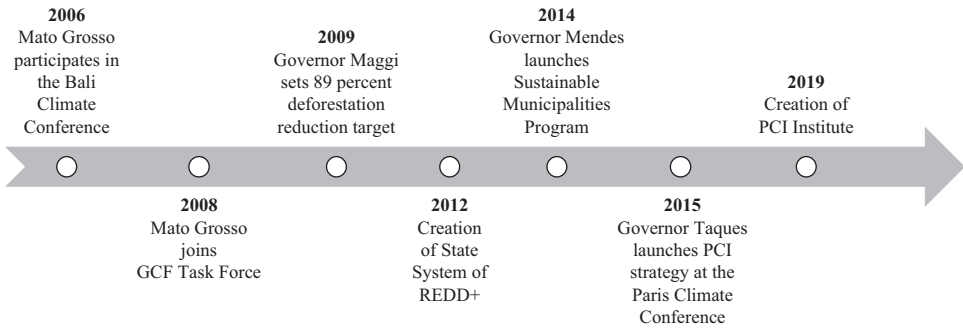 2006
Mato Grosso
participates in
the Bali
Climate
Conference
2008
Mato Grosso
joins
GCF Task Force
2009
Governor Maggi
sets 89 percent
deforestation
reduction target
2012
Creation
of State
System of
REDD+
2014
Governor Mendes
launches
Sustainable
Municipalities
Program
2015
Governor Taques
launches PCI
strategy at the
Paris Climate
Conference
2019
Creation of
PCI Institute